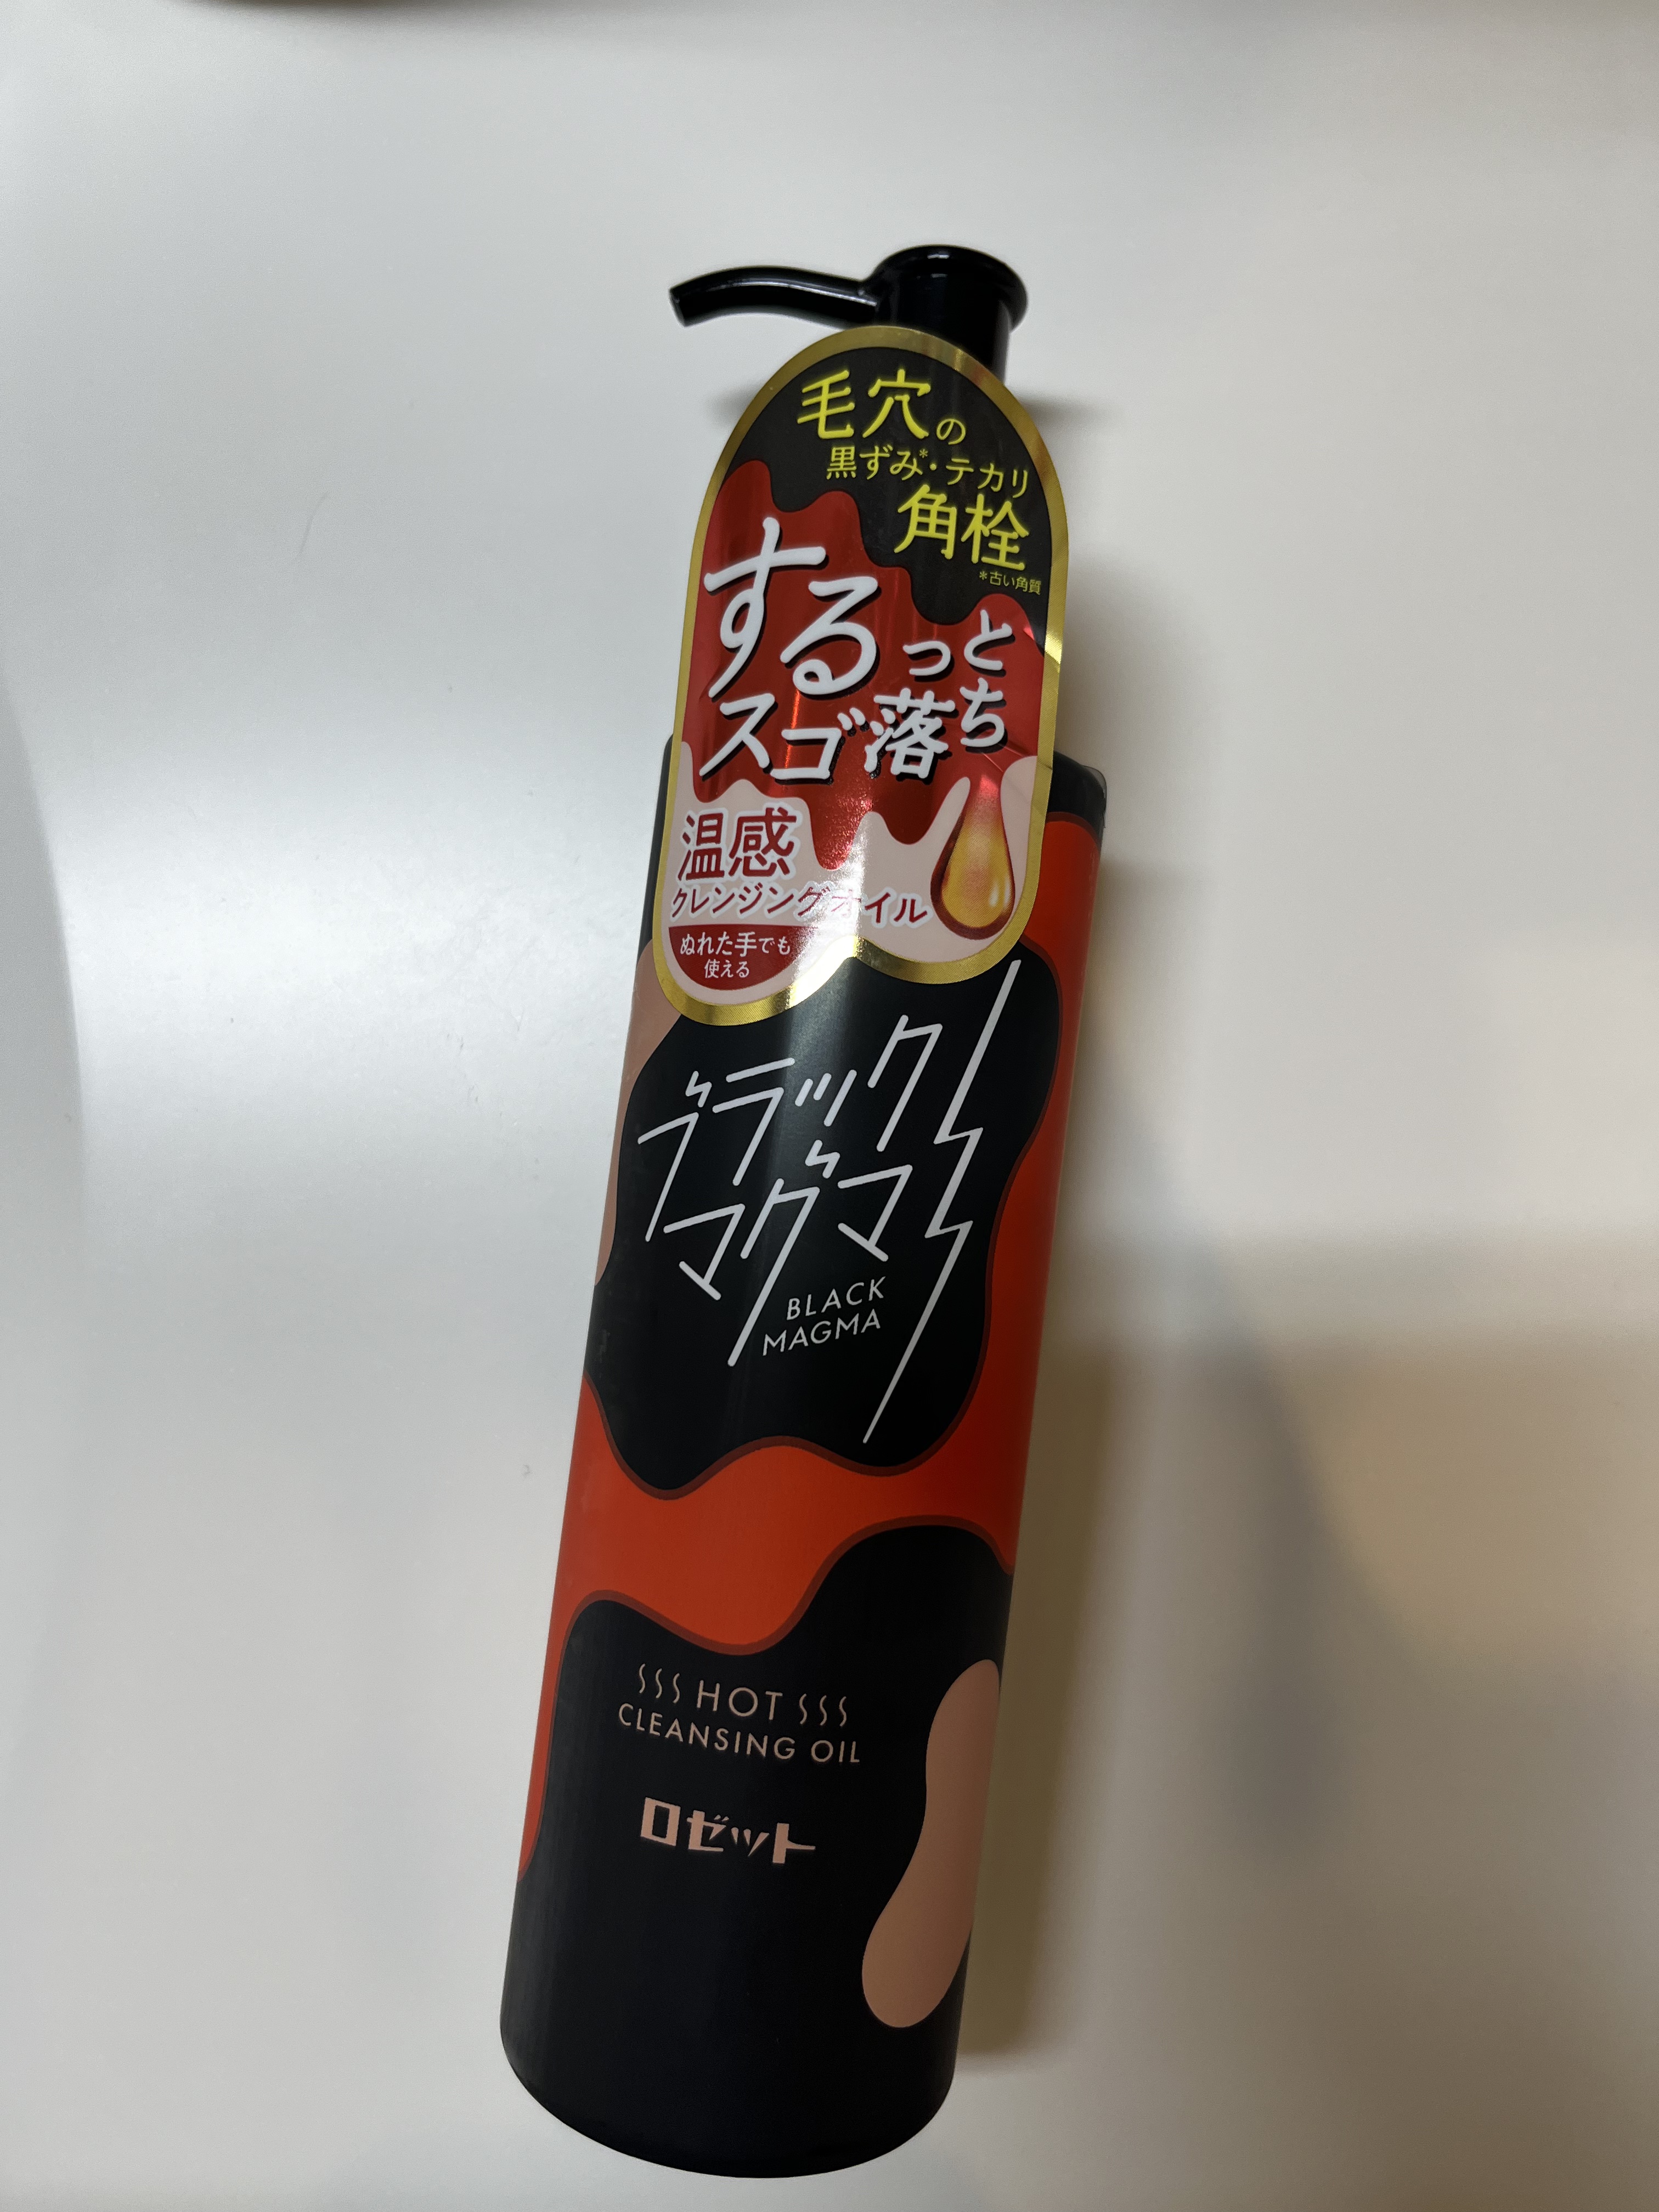 毛穴の
黒ずみ*・テカリ
角栓
*古い角質
するっと
スゴ落ち
温感
クレンジングオイル
ぬれた手でも
使える
ブラック
マグマ
BLACK
MAGMA
HOT
CLEANSING OIL
ロゼット